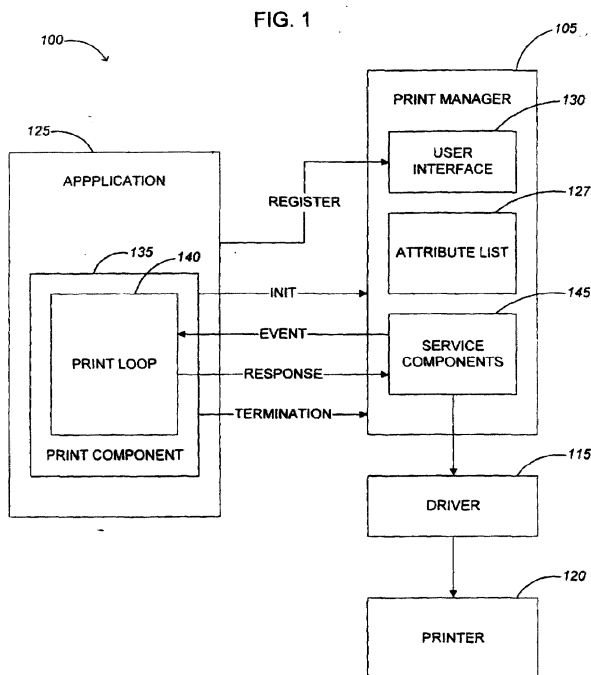 FIG. 1
100
105
PRINT MANAGER
130
USER
INTERFACE
125
APPPLICATION
REGISTER
127
ATTRIBUTE LIST
135
140
INIT
145
EVENT
PRINT LOOP
SERVICE
COMPONENTS
RESPONSE
TERMINATION
PRINT COMPONENT
115
DRIVER
120
PRINTER